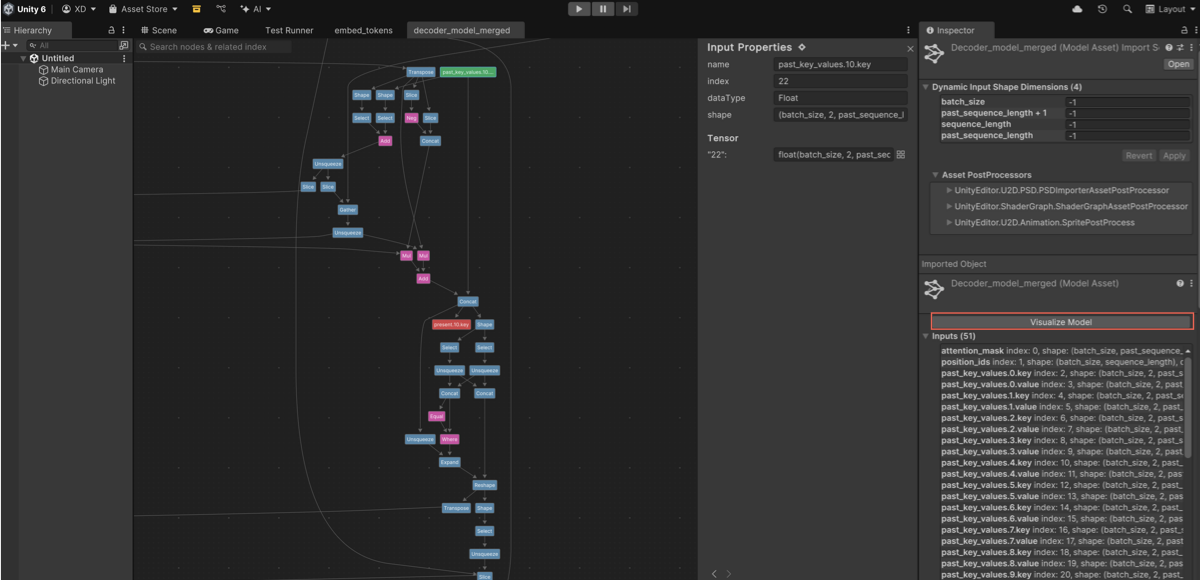 Unity 6 XD Asset Store AI Layout
Hierarchy Scene Game Test Runner embed_tokens decoder_model_merged Inspector
All
Search nodes & related index
Untitled
Main Camera
Directional Light
Transpose past_key_values.10...
Shape Shape Slice
Select Select Neg Slice
Add Concat
Unsqueeze
Slice Slice
Gather
Unsqueeze
Mul Mul
Add
Concat
present.10.key Shape
Select Select
Unsqueeze Unsqueeze
Concat Concat
Equal
Unsqueeze Where
Expand
Reshape
Transpose Shape
Select
Unsqueeze
Slice
Input Properties
name past_key_values.10.key
index 22
dataType Float
shape (batch_size, 2, past_sequence_l
Tensor
"22": float(batch_size, 2, past_sec
Decoder_model_merged (Model Asset) Import S
Open
Dynamic Input Shape Dimensions (4)
batch_size -1
past_sequence_length + 1 -1
sequence_length -1
past_sequence_length -1
Revert Apply
Asset PostProcessors
UnityEditor.U2D.PSD.PSDImporterAssetPostProcessor
UnityEditor.ShaderGraph.ShaderGraphAssetPostProcessor
UnityEditor.U2D.Animation.SpritePostProcess
Imported Object
Decoder_model_merged (Model Asset)
Visualize Model
Inputs (51)
attention_mask index: 0, shape: (batch_size, past_sequence_
position_ids index: 1, shape: (batch_size, sequence_length), c
past_key_values.0.key index: 2, shape: (batch_size, 2, past_s
past_key_values.0.value index: 3, shape: (batch_size, 2, past_
past_key_values.1.key index: 4, shape: (batch_size, 2, past_se
past_key_values.1.value index: 5, shape: (batch_size, 2, past_
past_key_values.2.key index: 6, shape: (batch_size, 2, past_s
past_key_values.2.value index: 7, shape: (batch_size, 2, past_
past_key_values.3.key index: 8, shape: (batch_size, 2, past_s
past_key_values.3.value index: 9, shape: (batch_size, 2, past_
past_key_values.4.key index: 10, shape: (batch_size, 2, past_
past_key_values.4.value index: 11, shape: (batch_size, 2, past
past_key_values.5.key index: 12, shape: (batch_size, 2, past_
past_key_values.5.value index: 13, shape: (batch_size, 2, past
past_key_values.6.key index: 14, shape: (batch_size, 2, past_
past_key_values.6.value index: 15, shape: (batch_size, 2, past
past_key_values.7.key index: 16, shape: (batch_size, 2, past_
past_key_values.7.value index: 17, shape: (batch_size, 2, past
past_key_values.8.key index: 18, shape: (batch_size, 2, past_
past_key_values.8.value index: 19, shape: (batch_size, 2, past
past_key_values.9.key index: 20, shape: (batch_size, 2, past_